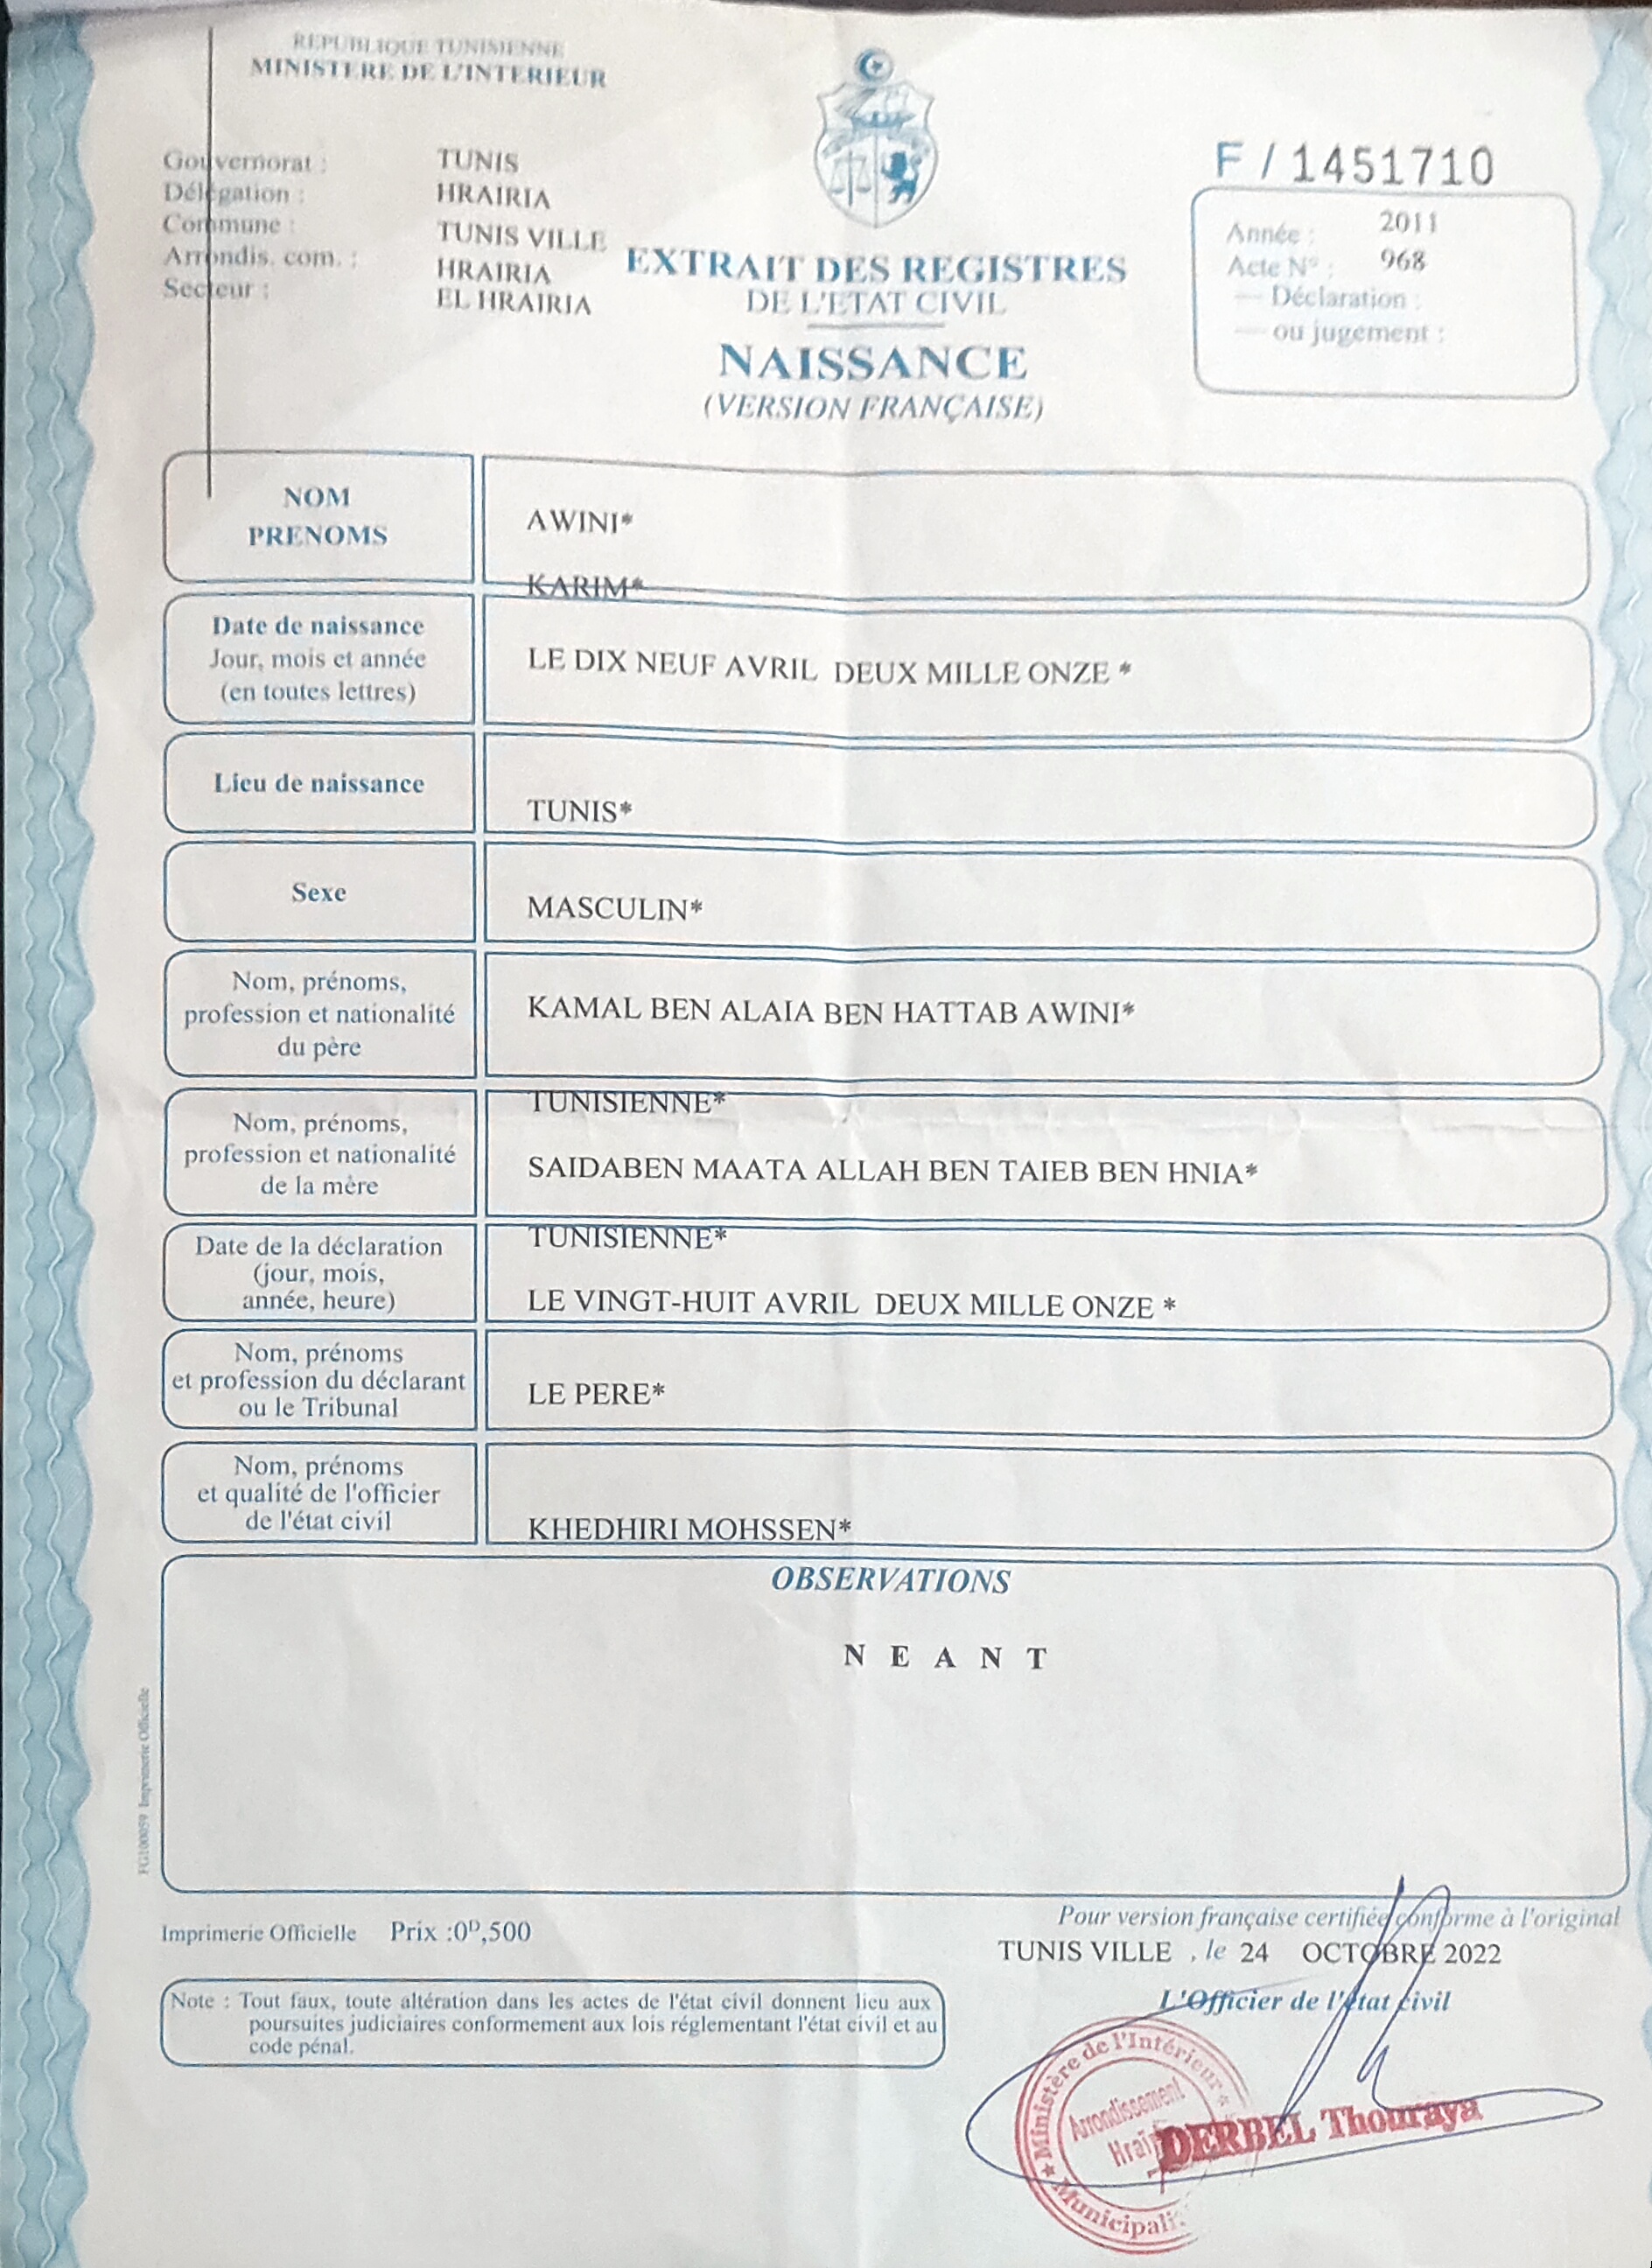 REPUBLIQUE TUNISIENNE
MINISTERE DE L'INTERIEUR
Gouvernorat : TUNIS
Délégation : HRAIRIA
Commune : TUNIS VILLE
Arrondis. com. : HRAIRIA
Secteur : EL HRAIRIA
F / 1451710
Année : 2011
Acte N° : 968
— Déclaration :
— ou jugement :
EXTRAIT DES REGISTRES
DE L'ETAT CIVIL
NAISSANCE
(VERSION FRANÇAISE)
NOM
PRENOMS
AWINI*
KARIM*
Date de naissance
Jour, mois et année
(en toutes lettres)
LE DIX NEUF AVRIL DEUX MILLE ONZE *
Lieu de naissance
TUNIS*
Sexe
MASCULIN*
Nom, prénoms,
profession et nationalité
du père
KAMAL BEN ALAIA BEN HATTAB AWINI*
TUNISIENNE*
Nom, prénoms,
profession et nationalité
de la mère
SAIDABEN MAATA ALLAH BEN TAIEB BEN HNIA*
TUNISIENNE*
Date de la déclaration
(jour, mois,
année, heure)
LE VINGT-HUIT AVRIL DEUX MILLE ONZE *
Nom, prénoms
et profession du déclarant
ou le Tribunal
LE PERE*
Nom, prénoms
et qualité de l'officier
de l'état civil
KHEDHIRI MOHSSEN*
OBSERVATIONS
N E A N T
FG100059 Imprimerie Officielle
Imprimerie Officielle Prix :0ᴰ,500
Pour version française certifiée conforme à l'original
TUNIS VILLE , le 24 OCTOBRE 2022
L'Officier de l'état civil
Note : Tout faux, toute altération dans les actes de l'état civil donnent lieu aux
poursuites judiciaires conformement aux lois réglementant l'état civil et au
code pénal.
Ministère de l'Intérieur
Arrondissement
DERBEL Thouraya